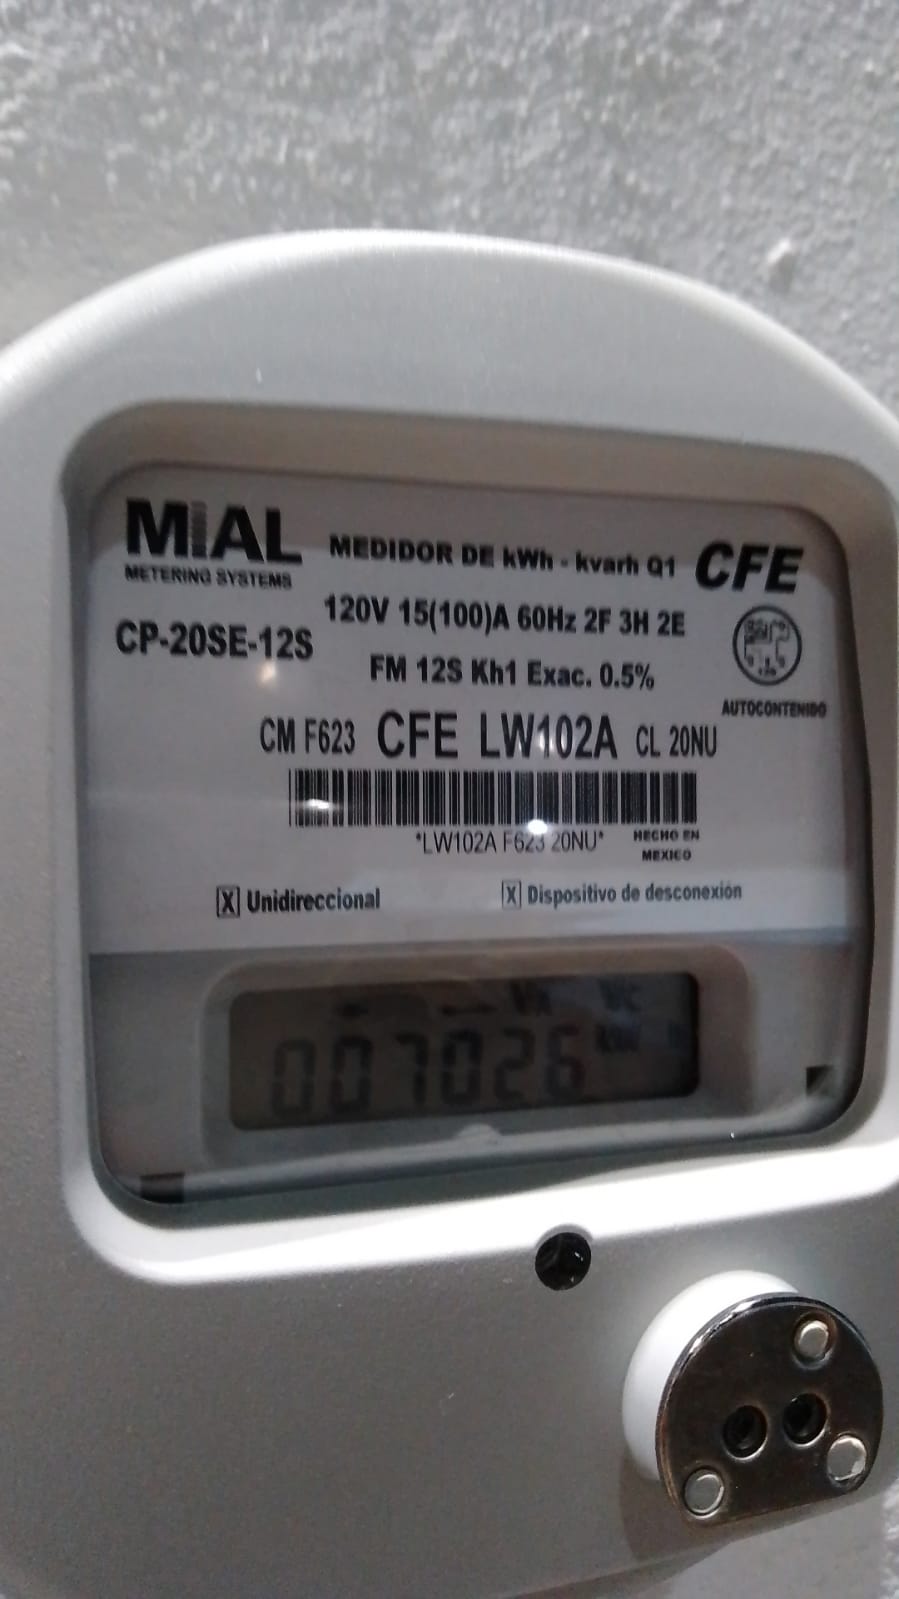 MIAL
METERING SYSTEMS
MEDIDOR DE kWh - kvarh Q1
CFE
CP-20SE-12S
120V 15(100)A 60Hz 2F 3H 2E
FM 12S Kh1 Exac. 0.5%
AUTOCONTENIDO
CM F623 CFE LW102A CL 20NU
*LW102A F623 20NU*
HECHO EN
MEXICO
X Unidireccional
X Dispositivo de desconexión
007026